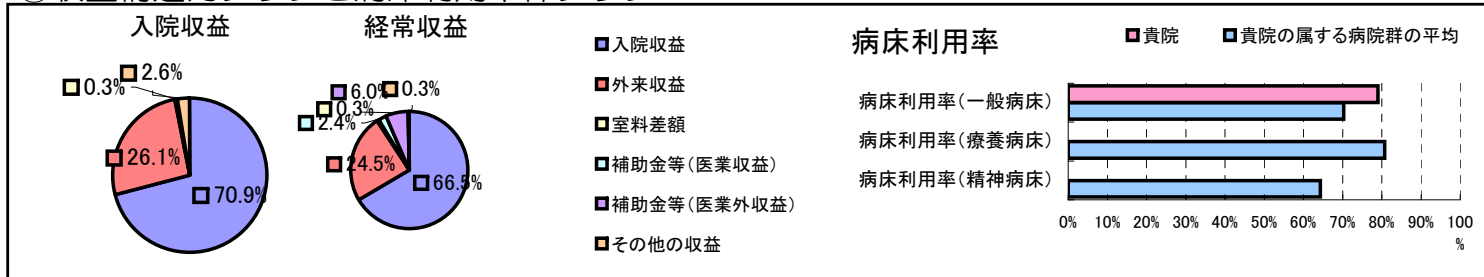 入院収益
2.6%
0.3%
26.1%
70.9%
経常収益
6.0%
0.3%
0.3%
2.4%
24.5%
66.5%
入院収益
外来収益
室料差額
補助金等(医業収益)
補助金等(医業外収益)
その他の収益
病床利用率
貴院
貴院の属する病院群の平均
病床利用率(一般病床)
病床利用率(療養病床)
病床利用率(精神病床)
0% 10% 20% 30% 40% 50% 60% 70% 80% 90% 100
%